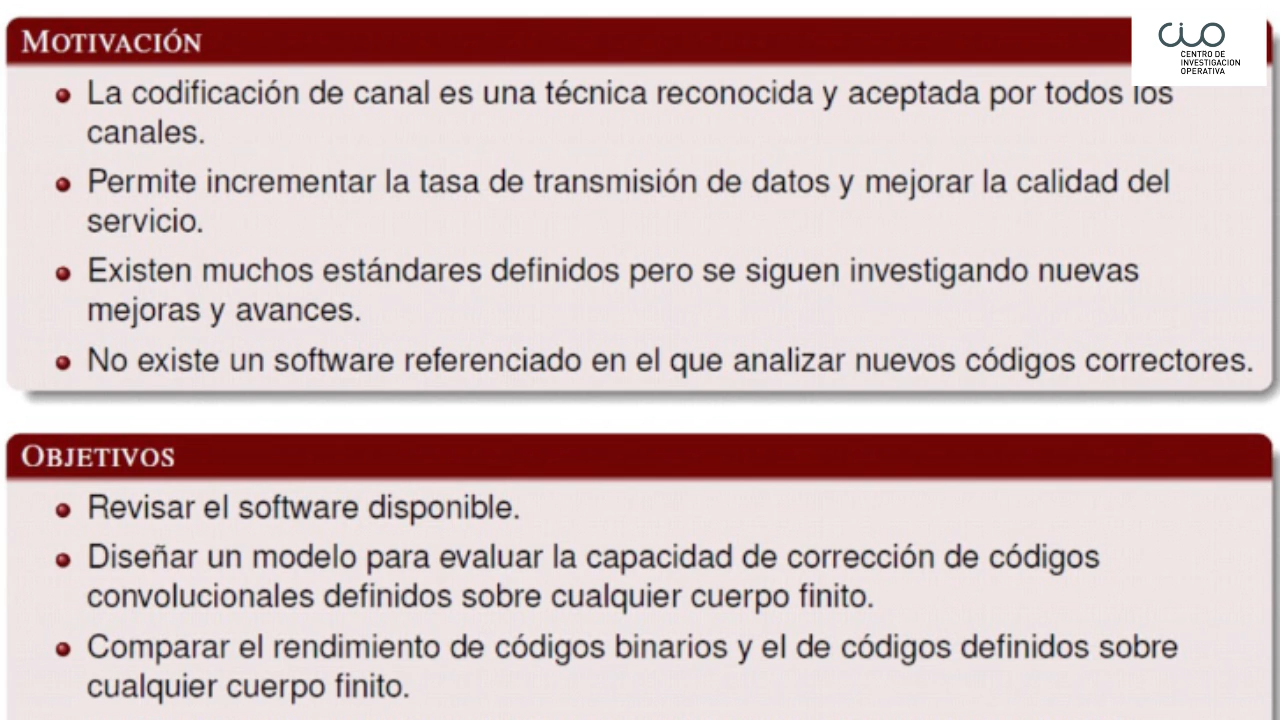 MOTIVACIÓN
CIO
CENTRO DE
INVESTIGACION
OPERATIVA
La codificación de canal es una técnica reconocida y aceptada por todos los
canales.
Permite incrementar la tasa de transmisión de datos y mejorar la calidad del
servicio.
Existen muchos estándares definidos pero se siguen investigando nuevas
mejoras y avances.
No existe un software referenciado en el que analizar nuevos códigos correctores.
OBJETIVOS
Revisar el software disponible.
Diseñar un modelo para evaluar la capacidad de corrección de códigos
convolucionales definidos sobre cualquier cuerpo finito.
Comparar el rendimiento de códigos binarios y el de códigos definidos sobre
cualquier cuerpo finito.